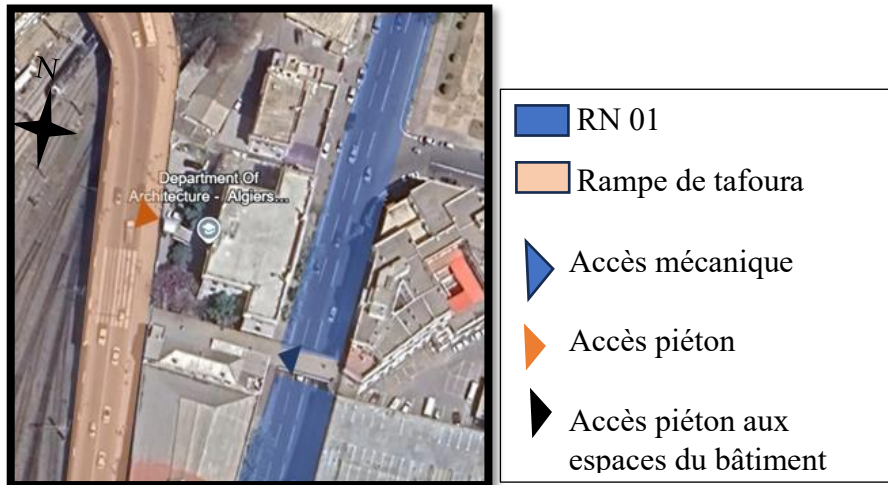 N
Department Of
Architecture - Algiers...
RN 01
Rampe de tafoura
Accès mécanique
Accès piéton
Accès piéton aux
espaces du bâtiment